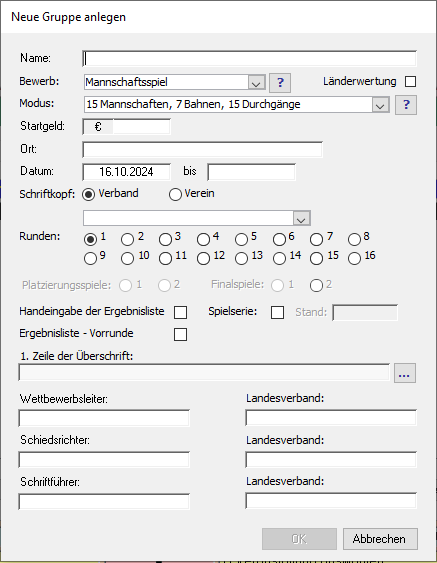 Neue Gruppe anlegen
Name:
Bewerb: Mannschaftsspiel ? Länderwertung
Modus: 15 Mannschaften, 7 Bahnen, 15 Durchgänge ?
Startgeld: €
Ort:
Datum: 16.10.2024 bis
Schriftkopf: Verband Verein
Runden: 1 2 3 4 5 6 7 8
9 10 11 12 13 14 15 16
Platzierungsspiele: 1 2 Finalspiele: 1 2
Handeingabe der Ergebnisliste Spielserie: Stand:
Ergebnisliste - Vorrunde
1. Zeile der Überschrift:
...
Wettbewerbsleiter: Landesverband:
Schiedsrichter: Landesverband:
Schriftführer: Landesverband:
OK Abbrechen